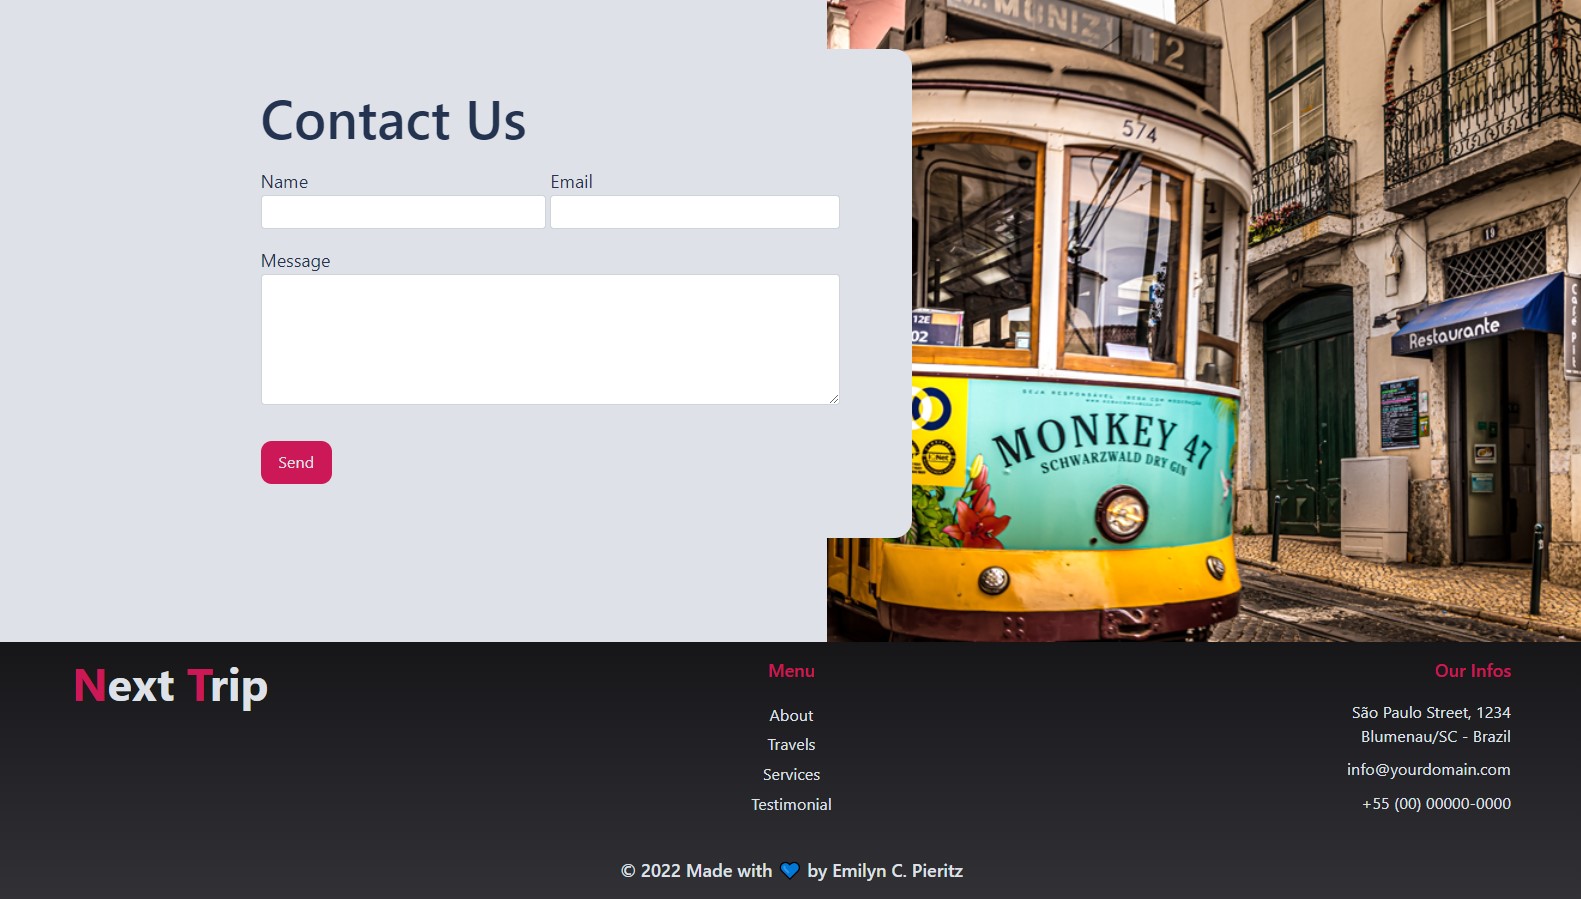 Contact Us
Name Email
Message
Send
M. MONIZ 12
574
19
12E
02
Restaurante
MONKEY 47
SCHWARZWALD DRY GIN
Next Trip
Menu
About
Travels
Services
Testimonial
Our Infos
São Paulo Street, 1234
Blumenau/SC - Brazil
info@yourdomain.com
+55 (00) 00000-0000
© 2022 Made with 💙 by Emilyn C. Pieritz